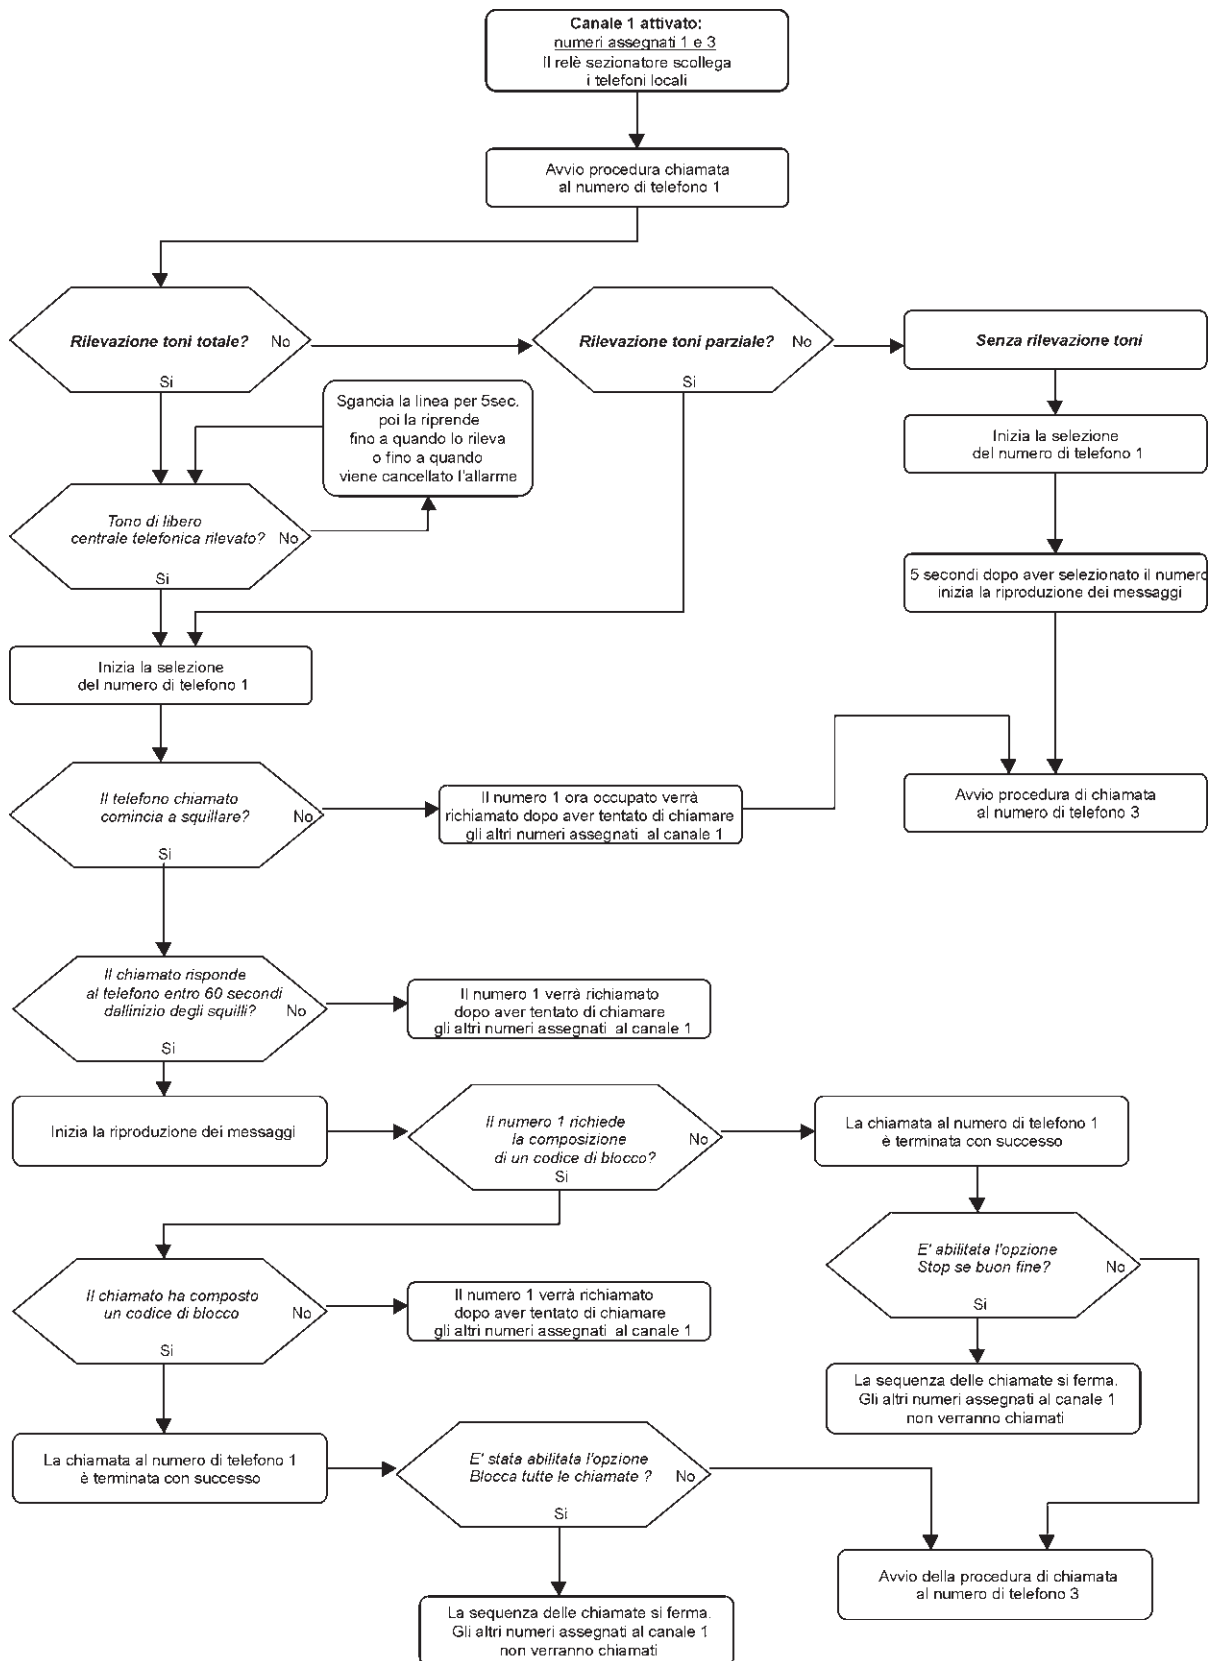 Canale 1 attivato:
numeri assegnati 1 e 3
Il relè sezionatore scollega
i telefoni locali
Avvio procedura chiamata
al numero di telefono 1
Rilevazione toni totale?
No
Si
Rilevazione toni parziale?
No
Si
Senza rilevazione toni
Sgancia la linea per 5sec.
poi la riprende
fino a quando lo rileva
o fino a quando
viene cancellato l'allarme
Inizia la selezione
del numero di telefono 1
Tono di libero
centrale telefonica rilevato?
No
Si
5 secondi dopo aver selezionato il numero
inizia la riproduzione dei messaggi
Inizia la selezione
del numero di telefono 1
Il telefono chiamato
comincia a squillare?
No
Si
Il numero 1 ora occupato verrà
richiamato dopo aver tentato di chiamare
gli altri numeri assegnati al canale 1
Avvio procedura di chiamata
al numero di telefono 3
Il chiamato risponde
al telefono entro 60 secondi
dallinizio degli squilli?
No
Si
Il numero 1 verrà richiamato
dopo aver tentato di chiamare
gli altri numeri assegnati al canale 1
Inizia la riproduzione dei messaggi
Il numero 1 richiede
la composizione
di un codice di blocco?
No
Si
La chiamata al numero di telefono 1
è terminata con successo
E' abilitata l'opzione
Stop se buon fine?
No
Si
Il chiamato ha composto
un codice di blocco
No
Si
Il numero 1 verrà richiamato
dopo aver tentato di chiamare
gli altri numeri assegnati al canale 1
La sequenza delle chiamate si ferma.
Gli altri numeri assegnati al canale 1
non verranno chiamati
La chiamata al numero di telefono 1
è terminata con successo
E' stata abilitata l'opzione
Blocca tutte le chiamate ?
No
Si
Avvio della procedura di chiamata
al numero di telefono 3
La sequenza delle chiamate si ferma.
Gli altri numeri assegnati al canale 1
non verranno chiamati